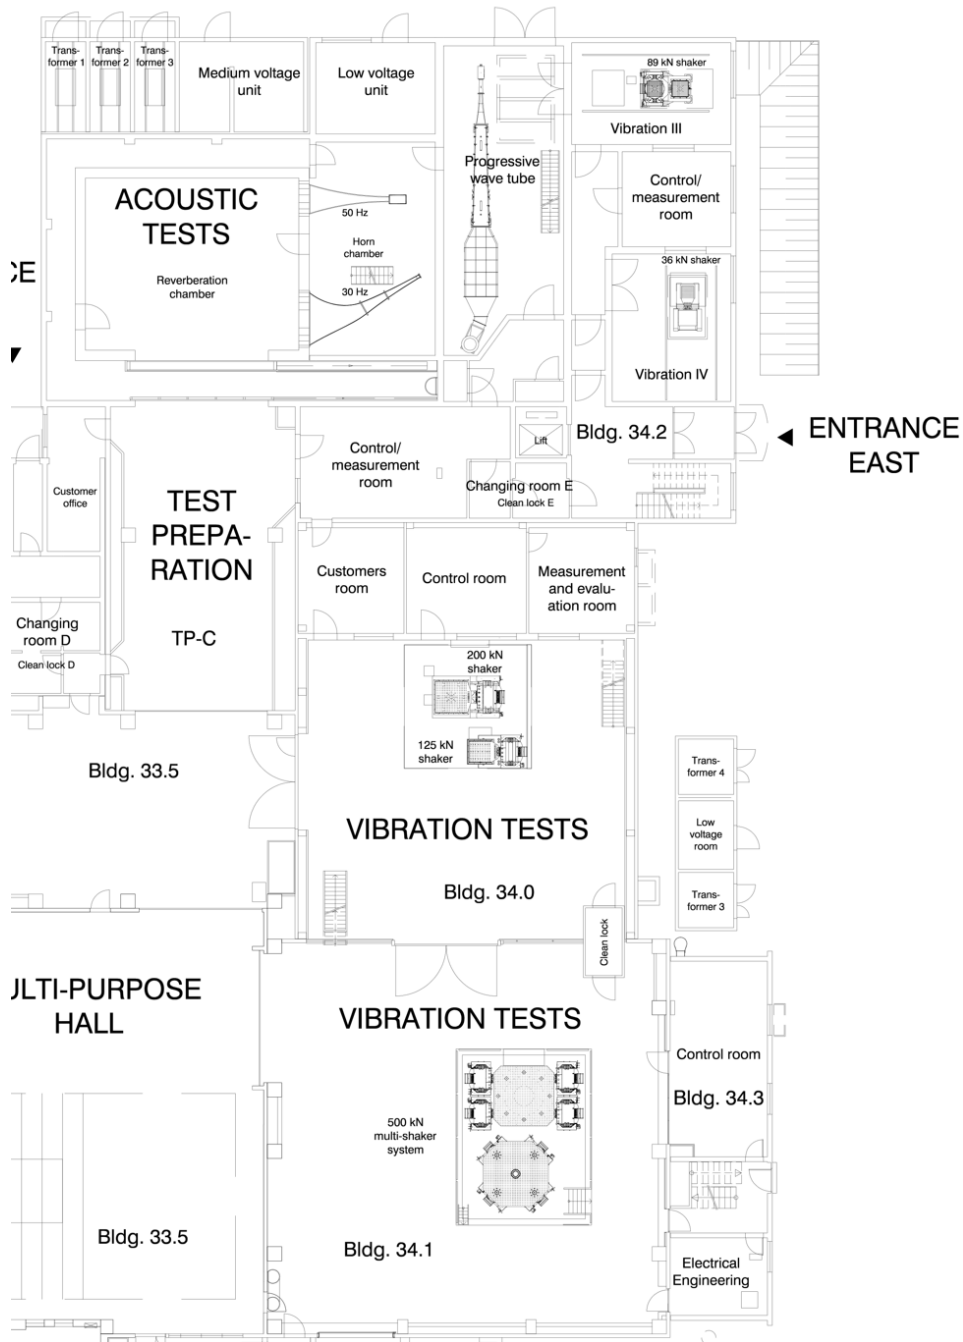 Trans-
former 1
Trans-
former 2
Trans-
former 3
Medium voltage
unit
Low voltage
unit
89 kN shaker
Vibration III
Progressive
wave tube
Control/
measurement
room
ACOUSTIC
TESTS
50 Hz
Horn
chamber
Reverberation
chamber
30 Hz
36 kN shaker
Vibration IV
CE
ENTRANCE
EAST
Bldg. 34.2
Lift
Control/
measurement
room
Changing room E
Clean lock E
Customer
office
TEST
PREPA-
RATION
TP-C
Customers
room
Control room
Measurement
and evalu-
ation room
Changing
room D
Clean lock D
200 kN
shaker
125 kN
shaker
Bldg. 33.5
Trans-
former 4
Low
voltage
room
Trans-
former 3
VIBRATION TESTS
Bldg. 34.0
Clean lock
ULTI-PURPOSE
HALL
VIBRATION TESTS
Control room
Bldg. 34.3
500 kN
multi-shaker
system
Bldg. 33.5
Bldg. 34.1
Electrical
Engineering